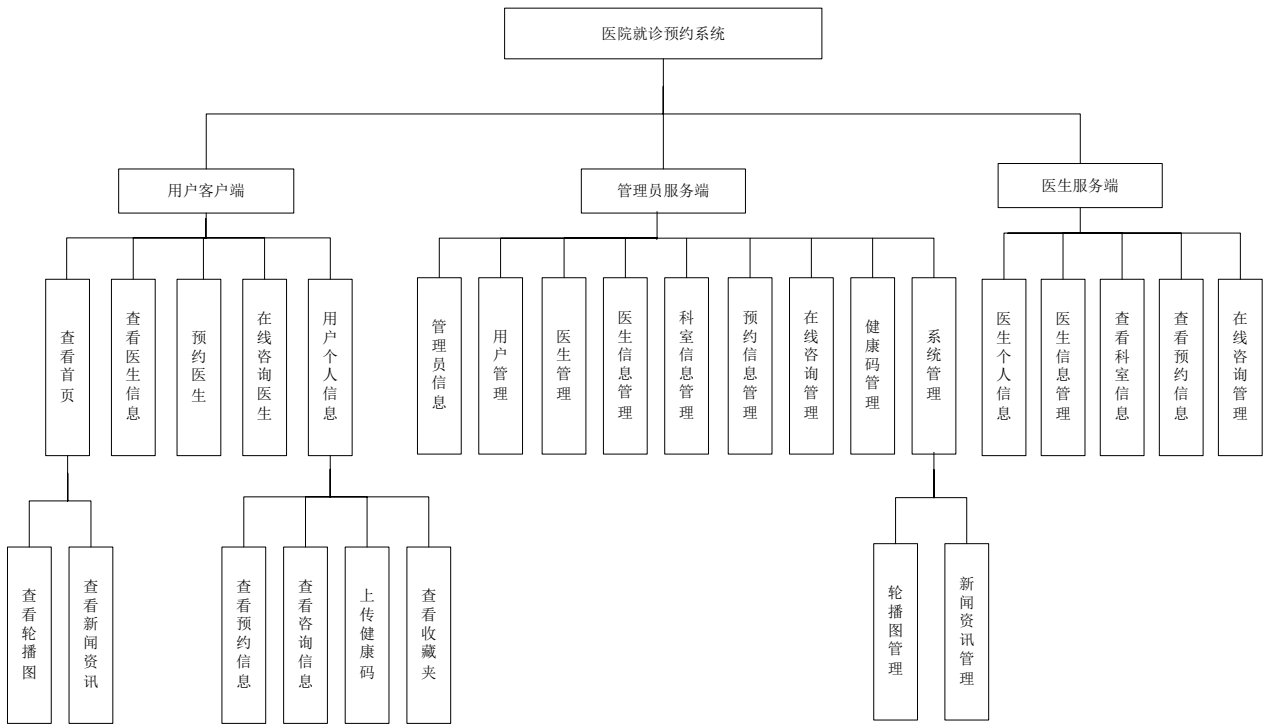 医院就诊预约系统
用户客户端
管理员服务端
医生服务端
查看首页
查看医生信息
预约医生
在线咨询医生
用户个人信息
管理员信息
用户管理
医生管理
医生信息管理
科室信息管理
预约信息管理
在线咨询管理
健康码管理
系统管理
医生个人信息
医生信息管理
查看科室信息
查看预约信息
在线咨询管理
查看轮播图
查看新闻资讯
查看预约信息
查看咨询信息
上传健康码
查看收藏夹
轮播图管理
新闻资讯管理